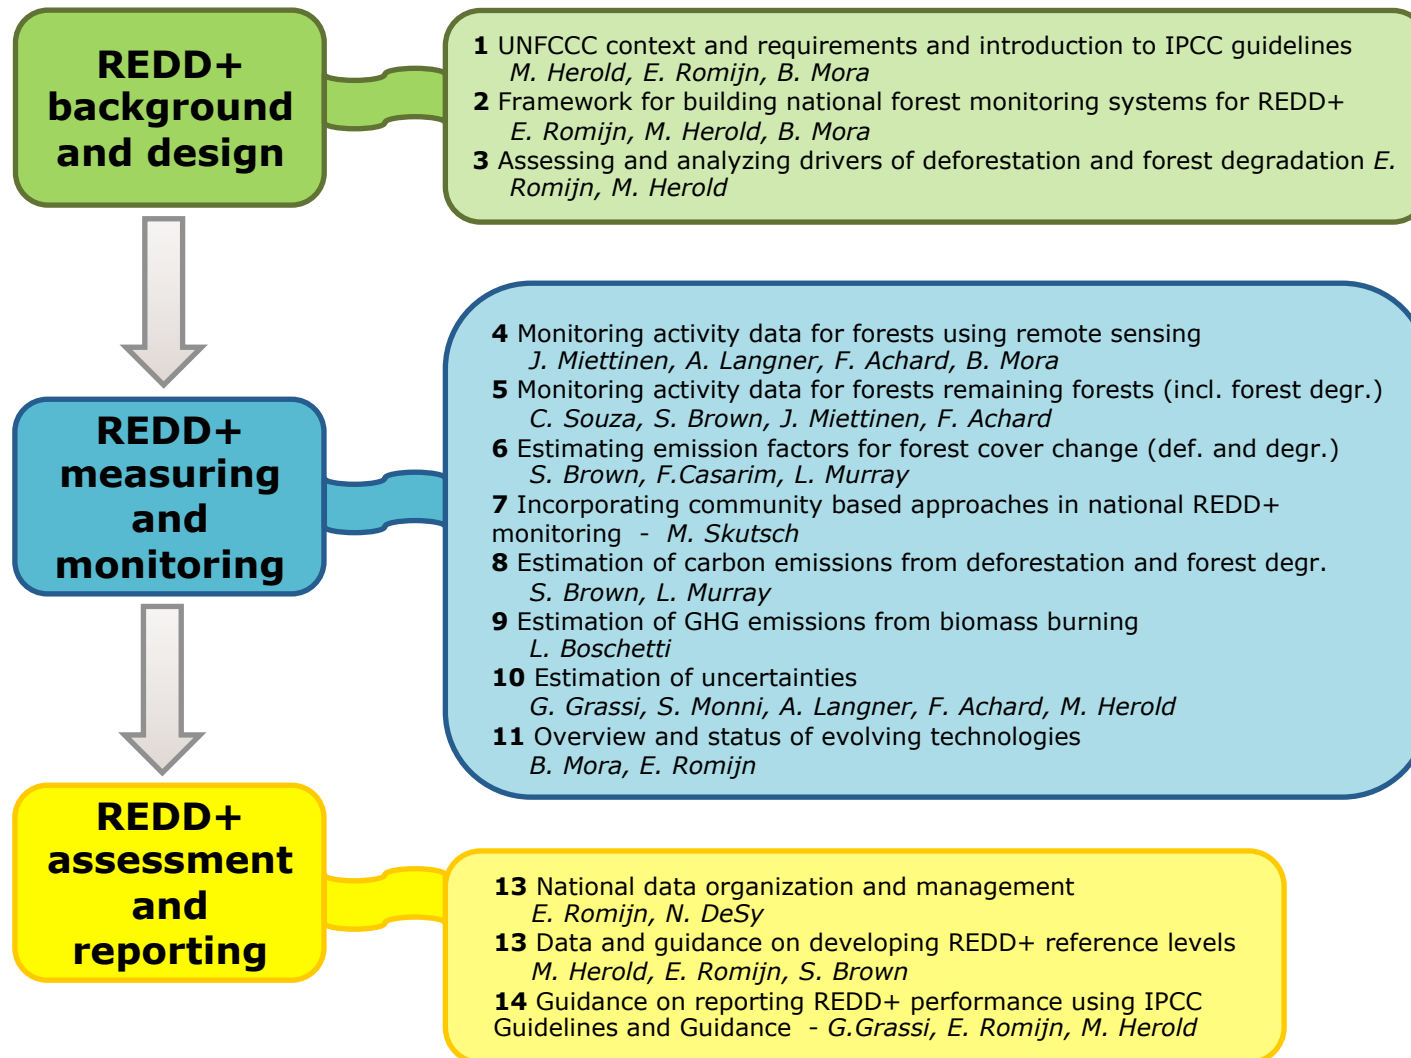 REDD+
background
and design
1 UNFCCC context and requirements and introduction to IPCC guidelines
M. Herold, E. Romijn, B. Mora
2 Framework for building national forest monitoring systems for REDD+
E. Romijn, M. Herold, B. Mora
3 Assessing and analyzing drivers of deforestation and forest degradation E.
Romijn, M. Herold
REDD+
measuring
and
monitoring
4 Monitoring activity data for forests using remote sensing
J. Miettinen, A. Langner, F. Achard, B. Mora
5 Monitoring activity data for forests remaining forests (incl. forest degr.)
C. Souza, S. Brown, J. Miettinen, F. Achard
6 Estimating emission factors for forest cover change (def. and degr.)
S. Brown, F.Casarim, L. Murray
7 Incorporating community based approaches in national REDD+
monitoring - M. Skutsch
8 Estimation of carbon emissions from deforestation and forest degr.
S. Brown, L. Murray
9 Estimation of GHG emissions from biomass burning
L. Boschetti
10 Estimation of uncertainties
G. Grassi, S. Monni, A. Langner, F. Achard, M. Herold
11 Overview and status of evolving technologies
B. Mora, E. Romijn
REDD+
assessment
and
reporting
13 National data organization and management
E. Romijn, N. DeSy
13 Data and guidance on developing REDD+ reference levels
M. Herold, E. Romijn, S. Brown
14 Guidance on reporting REDD+ performance using IPCC
Guidelines and Guidance - G.Grassi, E. Romijn, M. Herold